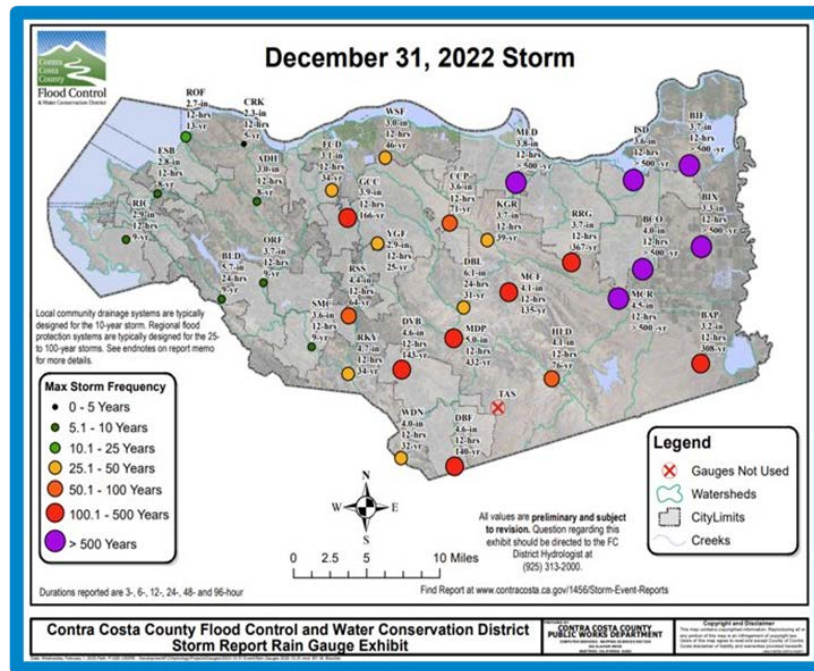 CONTRA
COSTA
COUNTY
Flood Control
& Water Conservation District
December 31, 2022 Storm
ROF
2.7-in
12-hrs
13-yr
CRK
2.3-in
12-hrs
5-yr
WSF
3.0-in
12-hrs
46-yr
ESB
2.8-in
12-hrs
8-yr
ADH
3.0-in
12-hrs
8-yr
FCD
3.1-in
12-hrs
34-yr
GCC
3.9-in
12-hrs
166-yr
CCP
3.6-in
12-hrs
71-yr
MFD
3.8-in
12-hrs
> 500 -yr
ISD
3.6-in
12-hrs
> 500 -yr
BIF
3.7-in
12-hrs
> 500 -yr
RIC
2.9-in
12-hrs
9-yr
ORF
3.7-in
12-hrs
9-yr
YGF
2.9-in
12-hrs
25-yr
KGR
3.7-in
12-hrs
39-yr
RRG
3.7-in
12-hrs
367-yr
BCO
4.0-in
12-hrs
> 500 -yr
BIX
3.3-in
12-hrs
> 500 -yr
5.7-in
24-hrs
RSS
4.4-in
12-hrs
64-yr
DBL
6.1-in
24-hrs
31-yr
MCF
4.1-in
12-hrs
135-yr
MCR
4.5-in
12-hrs
> 500 -yr
3.6-in
12-hrs
9-yr
RKY
12-hrs
34-yr
DVB
4.6-in
12-hrs
143-yr
MDP
5.0-in
12-hrs
432-yr
HLD
4.1-in
12-hrs
76-yr
BAP
3.2-in
12-hrs
308-yr
TAS
WDN
4.0-in
12-hrs
32-yr
DBF
4.6-in
12-hrs
140-yr
Local community drainage systems are typically
designed for the 10-year storm. Regional flood
protection systems are typically designed for the 25-
to 100-year storms. See endnotes on report memo
for more details.
Max Storm Frequency
0 - 5 Years
5.1 - 10 Years
10.1 - 25 Years
25.1 - 50 Years
50.1 - 100 Years
100.1 - 500 Years
> 500 Years
N
W E
S
0 2.5 5 10 Miles
All values are preliminary and subject
to revision. Question regarding this
exhibit should be directed to the FC
District Hydrologist at
(925) 313-2000.
Legend
Gauges Not Used
Watersheds
CityLimits
Creeks
Durations reported are 3-, 6-, 12-, 24-, 48- and 96-hour
Find Report at www.contracosta.ca.gov/1456/Storm-Event-Reports
Contra Costa County Flood Control and Water Conservation District
Storm Report Rain Gauge Exhibit
CONTRA COSTA COUNTY
PUBLIC WORKS DEPARTMENT
Copyright and Disclaimer